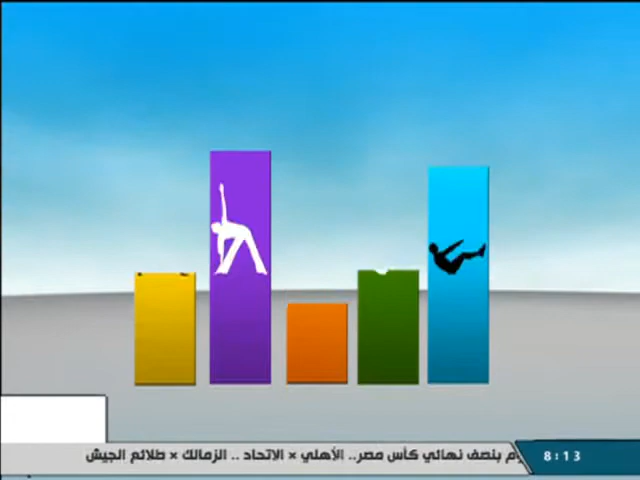 بنصف نهائي كأس مصر.. الأهلي × الاتحاد .. الزمالك × طلائع الجيش
8:13